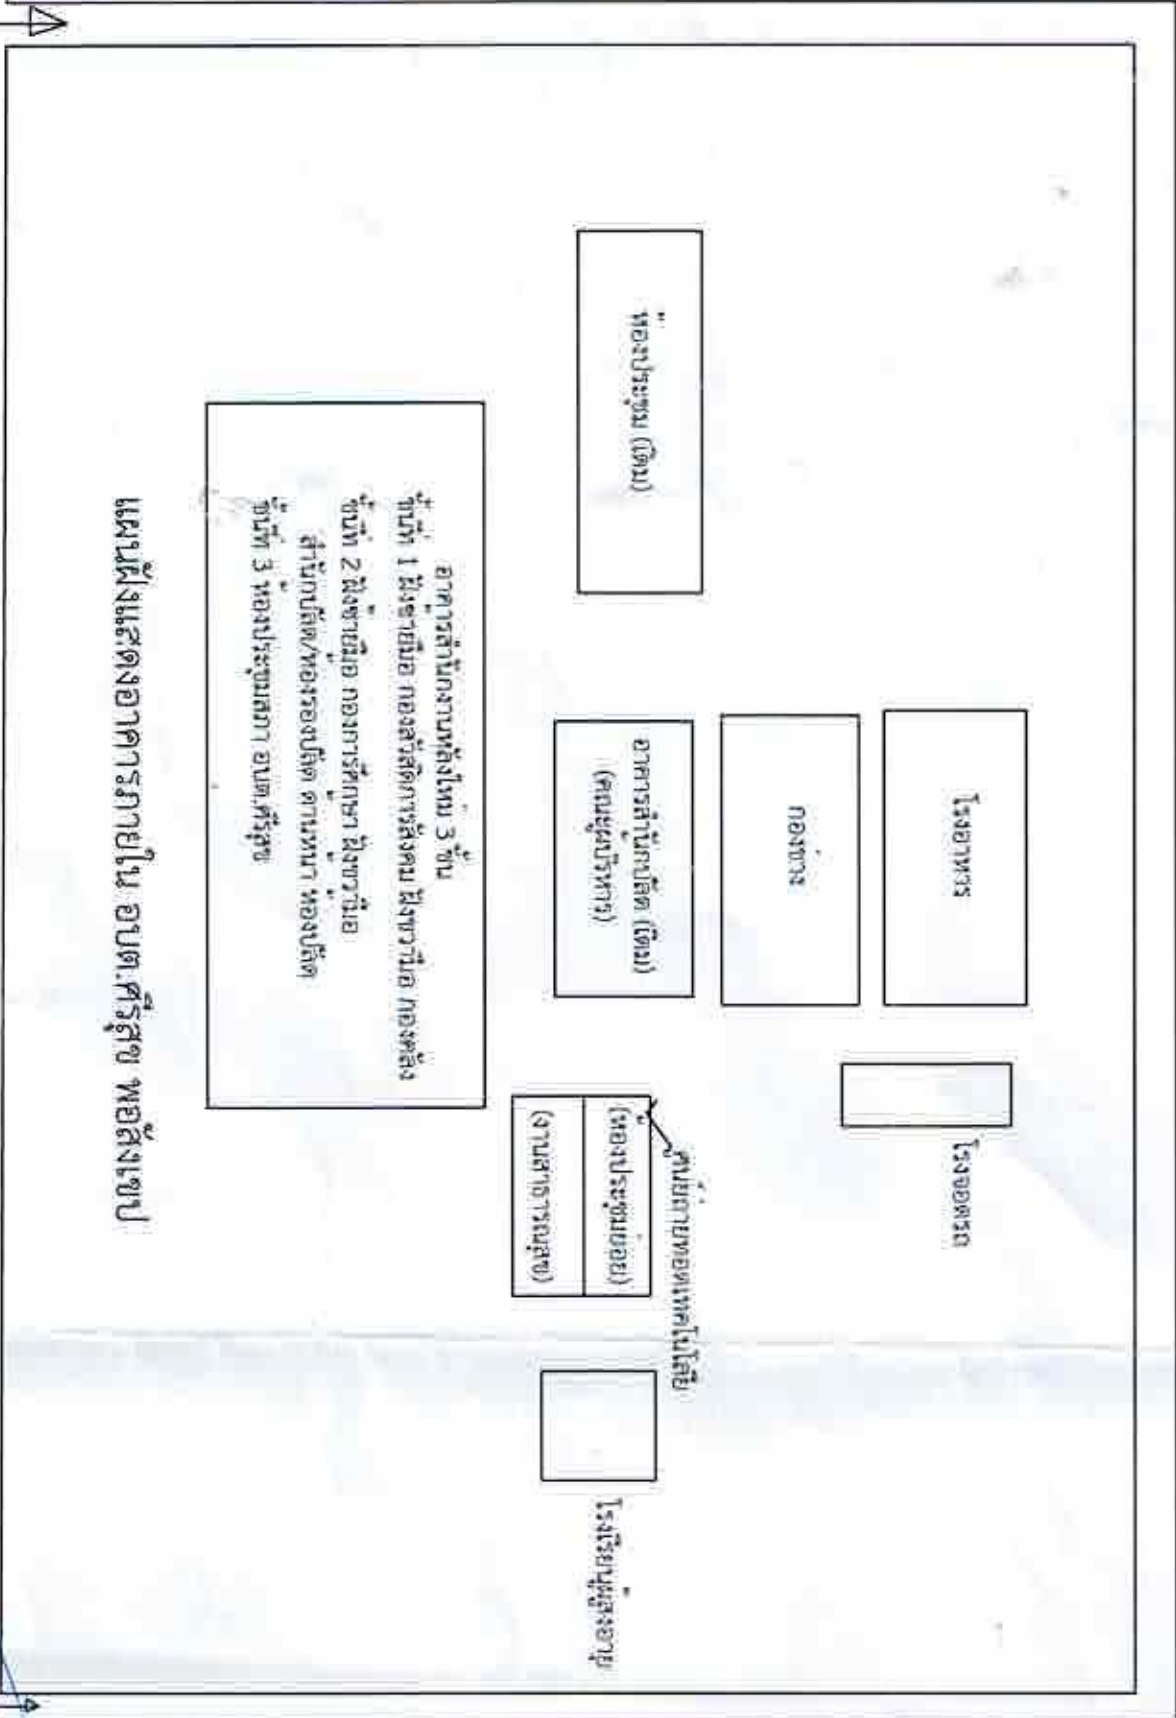 โรงอาหาร
โรงจอดรถ
กองช่าง
ห้องประชุม (เดิม)
อาคารสำนักปลัด (เดิม)
(คณะผู้บริหาร)
ศูนย์ถ่ายทอดเทคโนโลยี
(ห้องประชุมย่อย)
(งานสาธารณสุข)
โรงเรียนผู้สูงอายุ
อาคารสำนักงานหลังใหม่ 3 ชั้น
ชั้นที่ 1 ฝั่งซ้ายมือ กองสวัสดิการสังคม ฝั่งขวามือ กองคลัง
ชั้นที่ 2 ฝั่งซ้ายมือ กองการศึกษา ฝั่งขวามือ
สำนักปลัด/ห้องรองปลัด ด้านหน้า ห้องปลัด
ชั้นที่ 3 ห้องประชุมสภา อบต.ศรีสุข
แผนผังแสดงอาคารภายใน อบต.ศรีสุข พอสังเขป